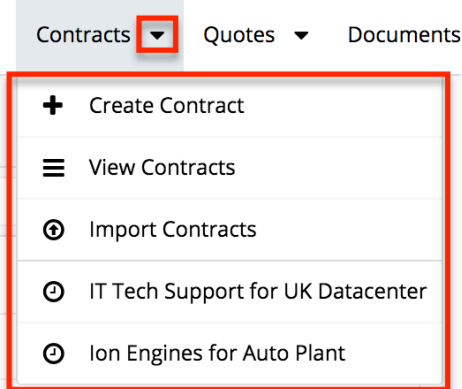 Contracts Quotes Documents
Create Contract
View Contracts
Import Contracts
IT Tech Support for UK Datacenter
Ion Engines for Auto Plant